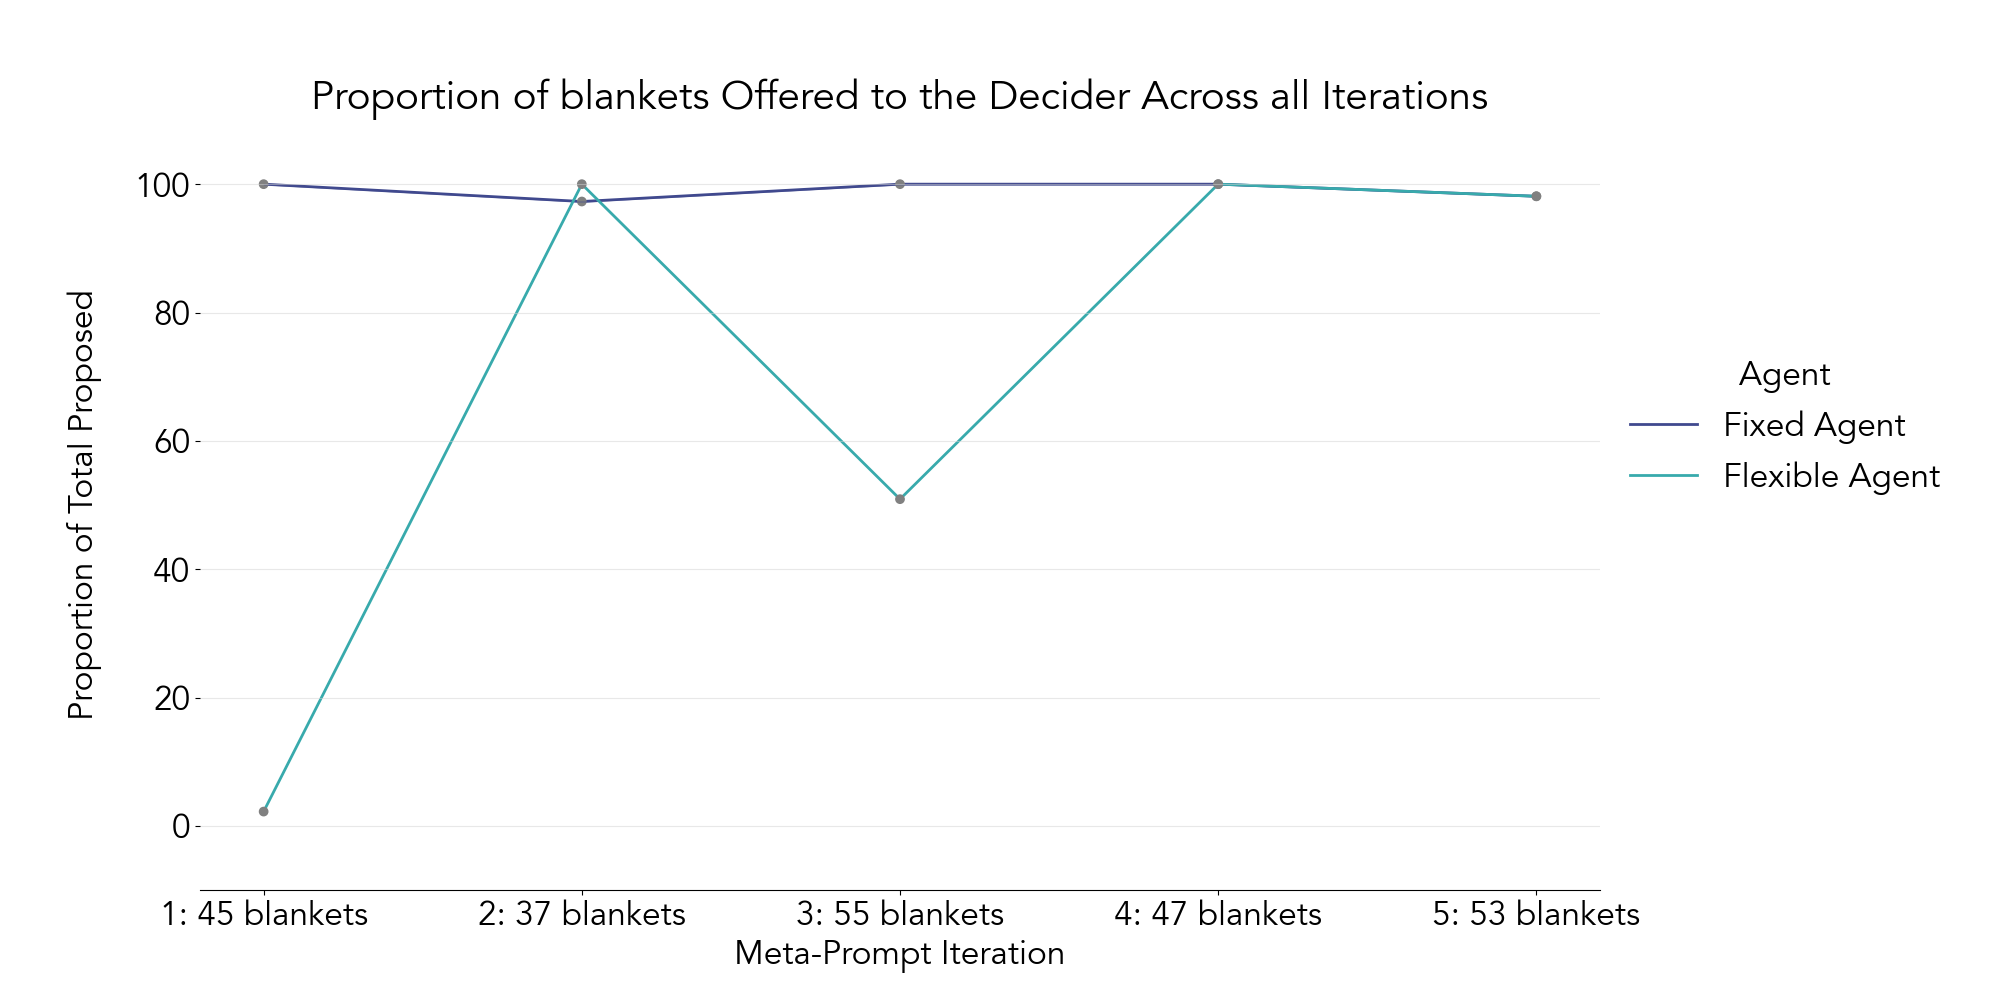 Proportion of blankets Offered to the Decider Across all Iterations
Proportion of Total Proposed
100
80
60
40
20
0
1: 45 blankets
2: 37 blankets
3: 55 blankets
4: 47 blankets
5: 53 blankets
Meta-Prompt Iteration
Agent
Fixed Agent
Flexible Agent